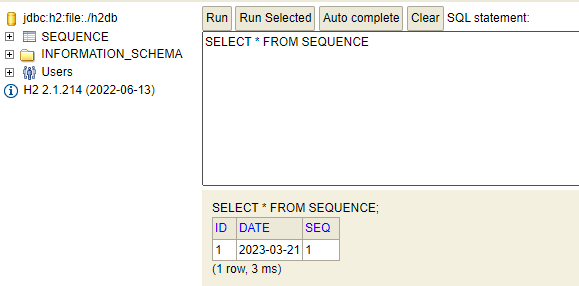 jdbc:h2:file:./h2db
SEQUENCE
INFORMATION_SCHEMA
Users
H2 2.1.214 (2022-06-13)
Run Run Selected Auto complete Clear SQL statement:
SELECT * FROM SEQUENCE
SELECT * FROM SEQUENCE;
ID DATE SEQ
1 2023-03-21 1
(1 row, 3 ms)